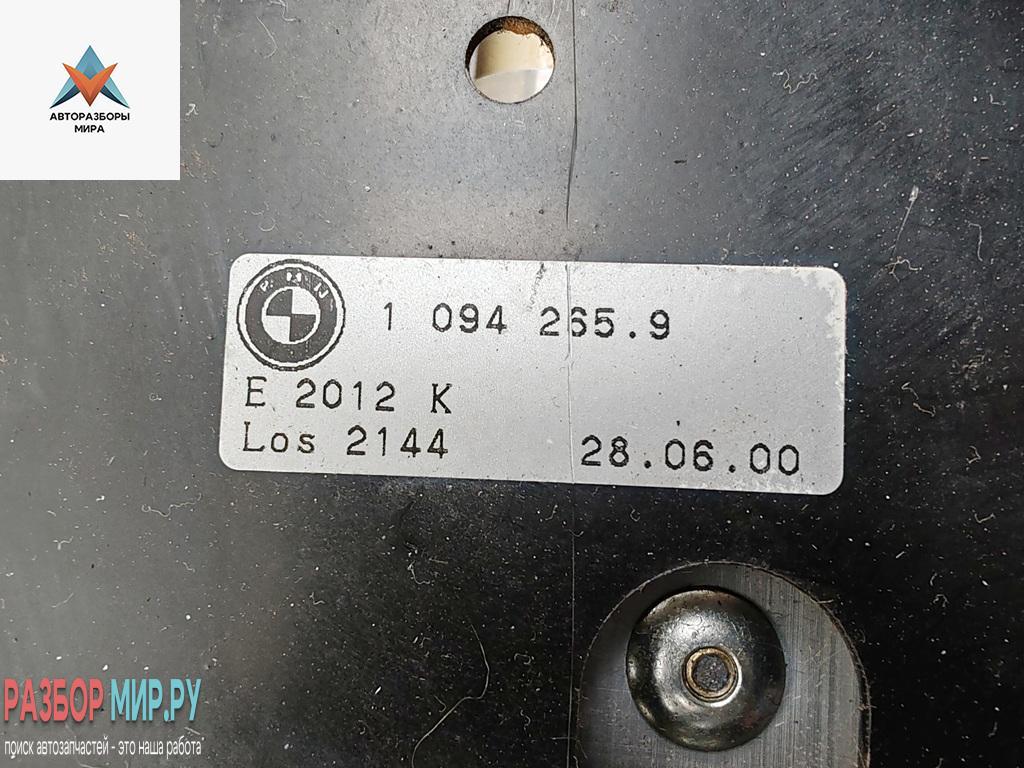 АВТОРАЗБОРЫ
МИРА
BMW
1 094 265.9
E 2012 K
Los 2144 28.06.00
РАЗБОР МИР.РУ
поиск автозапчастей - это наша работа